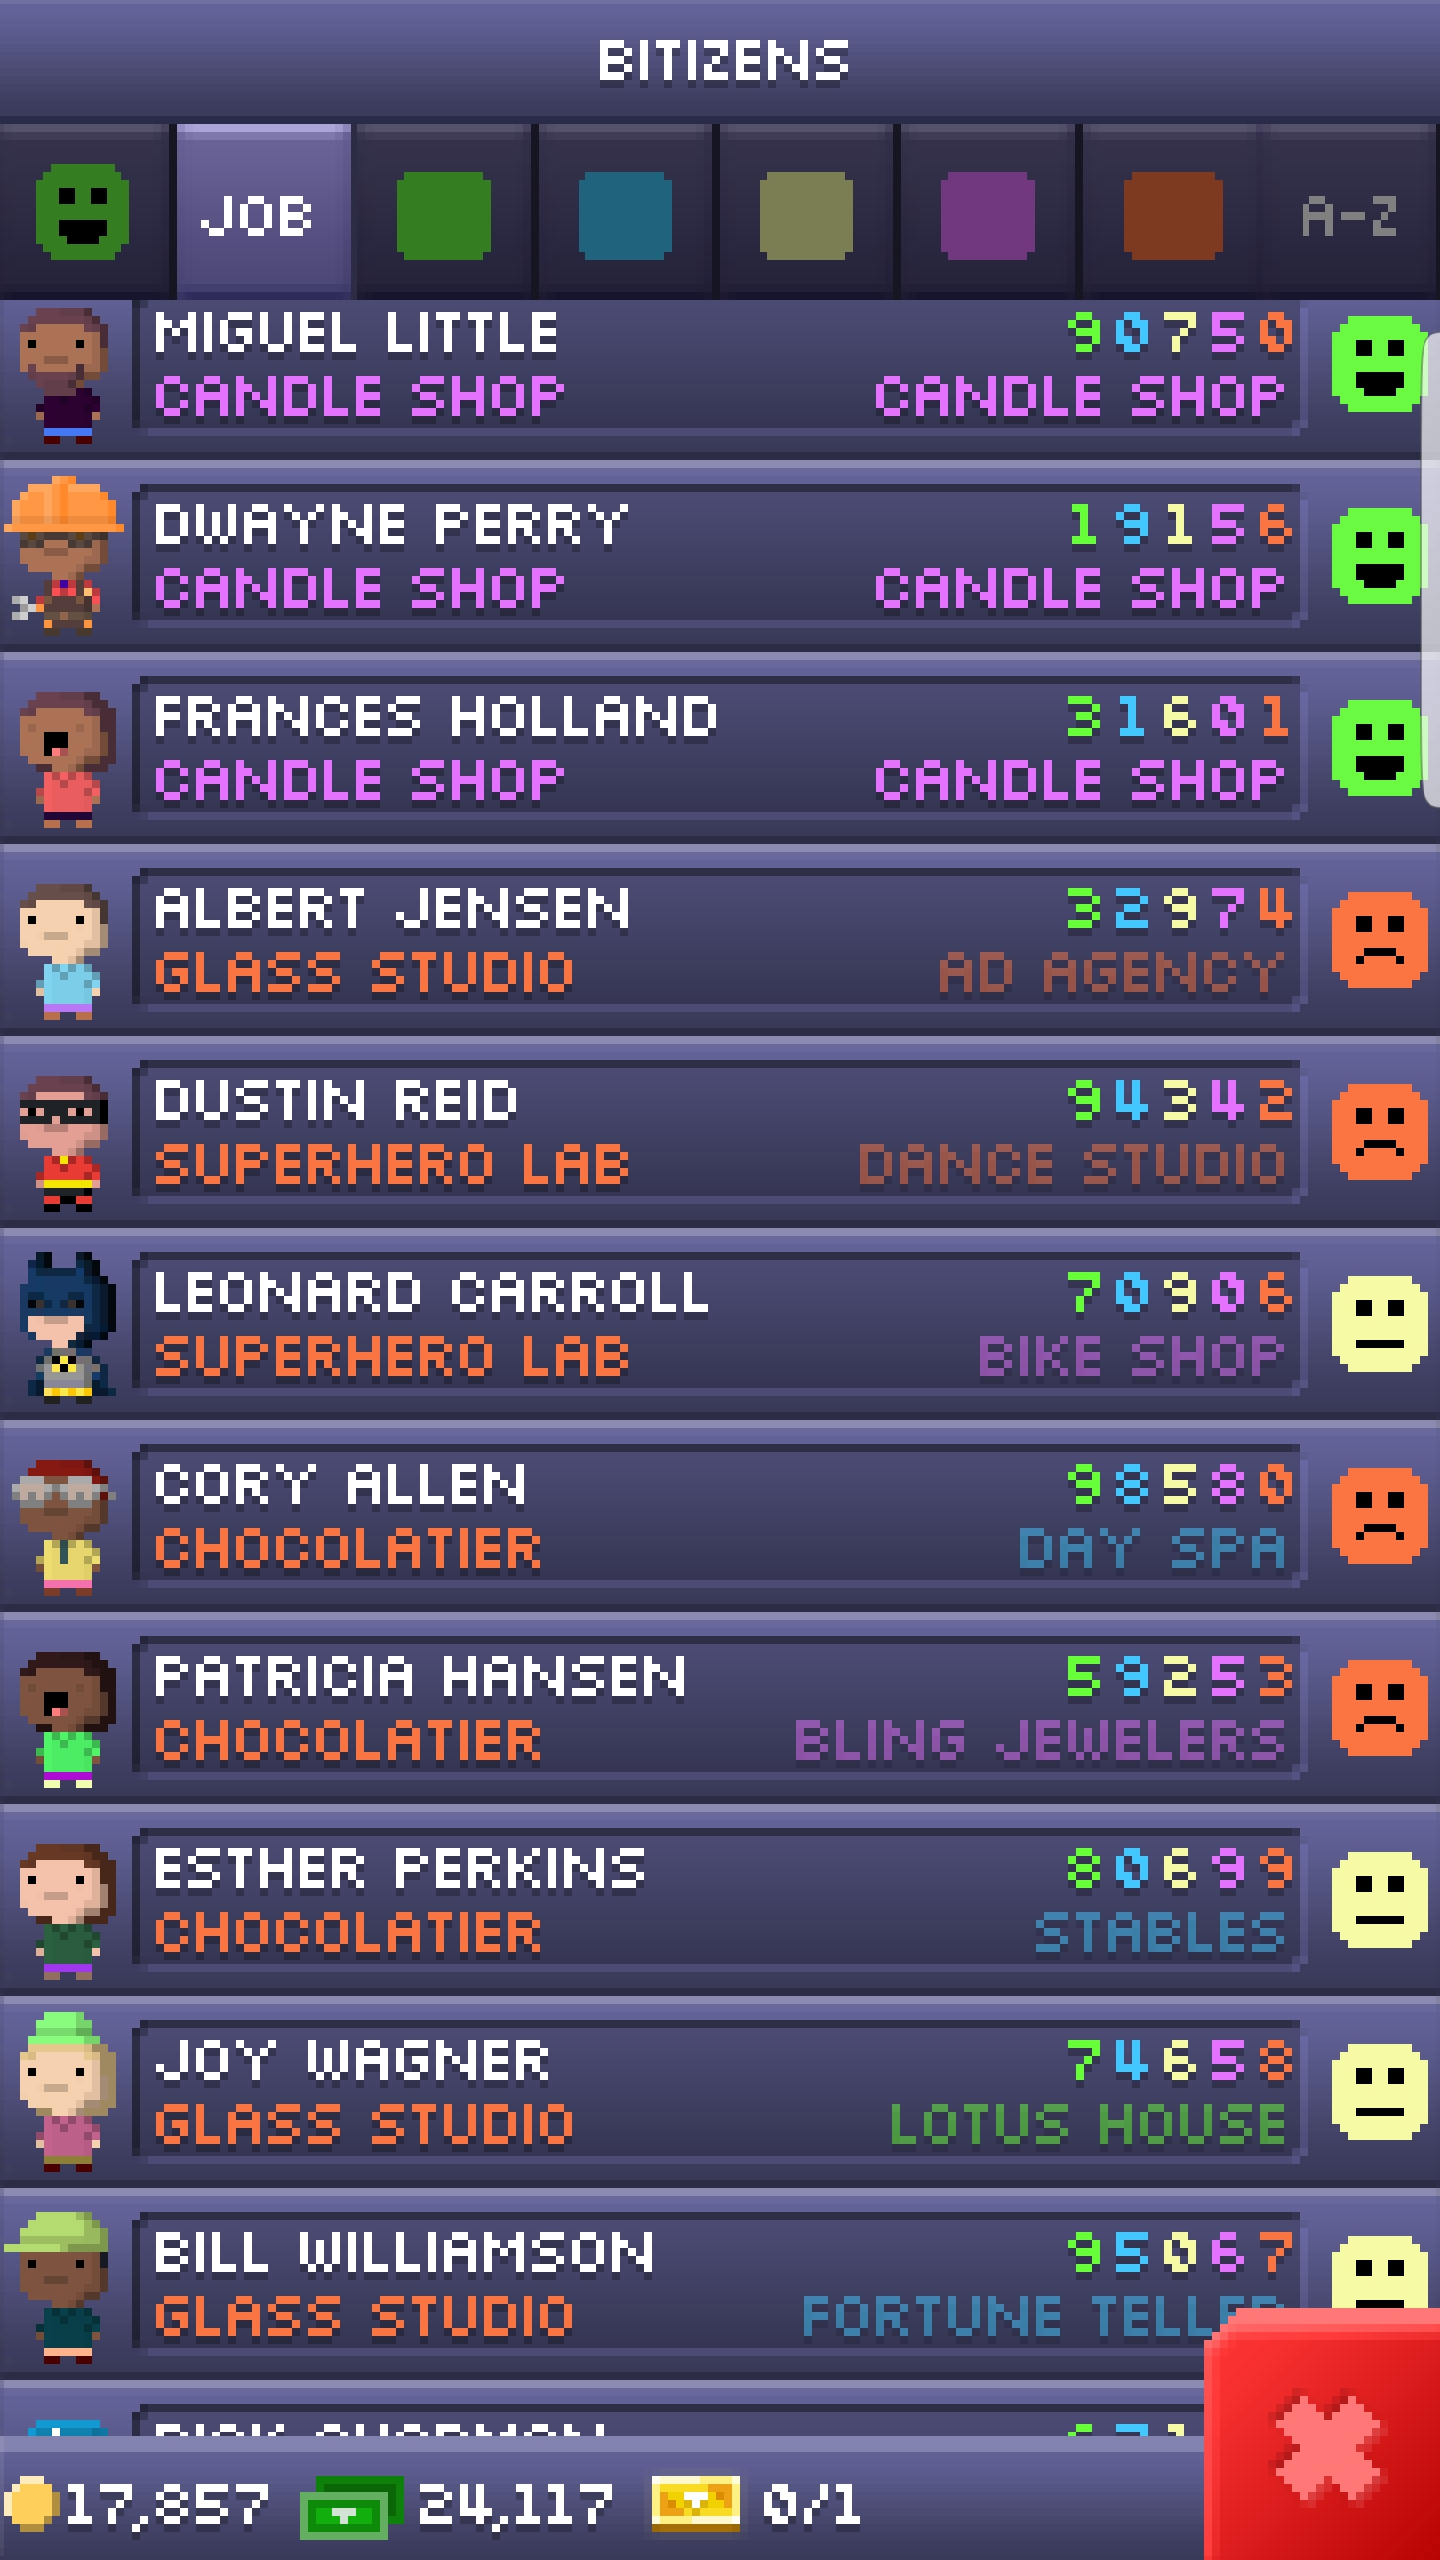 BITIZENS
JOB A-Z
MIGUEL LITTLE 90750
CANDLE SHOP CANDLE SHOP
DWAYNE PERRY 19156
CANDLE SHOP CANDLE SHOP
FRANCES HOLLAND 31601
CANDLE SHOP CANDLE SHOP
ALBERT JENSEN 32974
GLASS STUDIO AD AGENCY
DUSTIN REID 94342
SUPERHERO LAB DANCE STUDIO
LEONARD CARROLL 70906
SUPERHERO LAB BIKE SHOP
CORY ALLEN 98580
CHOCOLATIER DAY SPA
PATRICIA HANSEN 59253
CHOCOLATIER BLING JEWELERS
ESTHER PERKINS 80699
CHOCOLATIER STABLES
JOY WAGNER 74658
GLASS STUDIO LOTUS HOUSE
BILL WILLIAMSON 95067
GLASS STUDIO FORTUNE TELLER
17,857 24,117 0/1